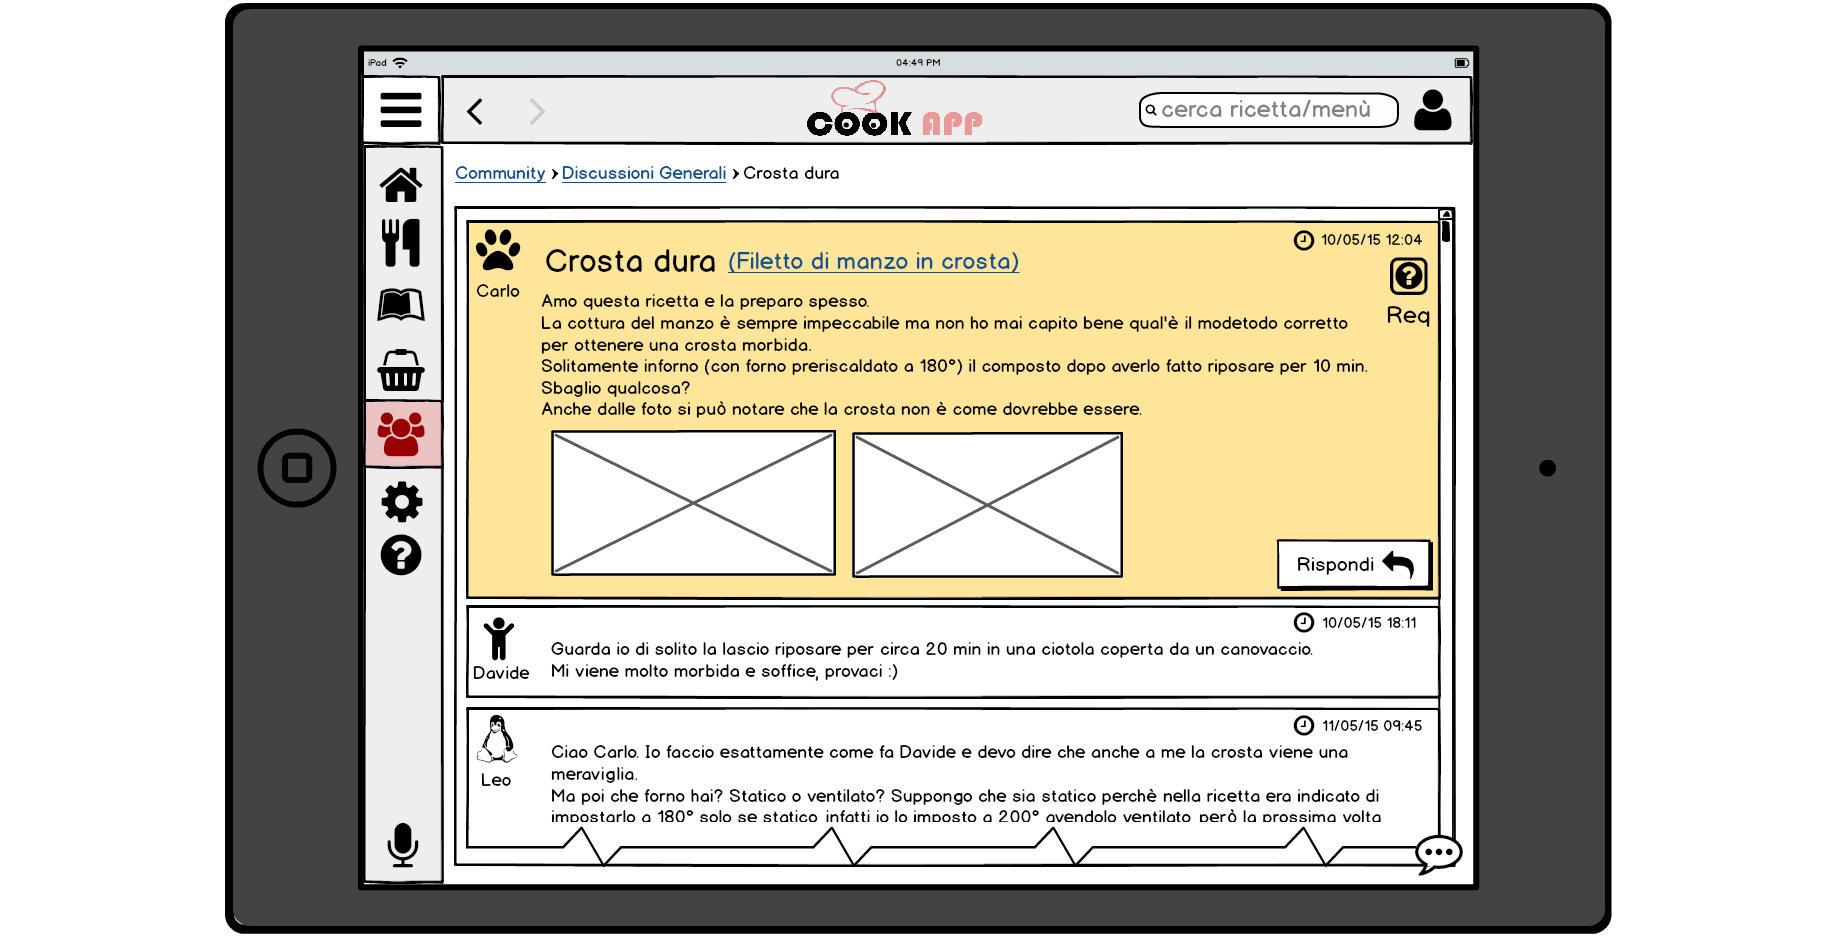 iPad
04:49 PM
COOK APP
cerca ricetta/menù
Community › Discussioni Generali › Crosta dura
10/05/15 12:04
Crosta dura (Filetto di manzo in crosta)
Carlo
Req
Amo questa ricetta e la preparo spesso.
La cottura del manzo è sempre impeccabile ma non ho mai capito bene qual'è il modetodo corretto
per ottenere una crosta morbida.
Solitamente inforno (con forno preriscaldato a 180°) il composto dopo averlo fatto riposare per 10 min.
Sbaglio qualcosa?
Anche dalle foto si può notare che la crosta non è come dovrebbe essere.
Rispondi
10/05/15 18:11
Davide
Guarda io di solito la lascio riposare per circa 20 min in una ciotola coperta da un canovaccio.
Mi viene molto morbida e soffice, provaci :)
11/05/15 09:45
Leo
Ciao Carlo. Io faccio esattamente come fa Davide e devo dire che anche a me la crosta viene una
meraviglia.
Ma poi che forno hai? Statico o ventilato? Suppongo che sia statico perchè nella ricetta era indicato di
impostarlo a 180° solo se statico infatti io lo imposto a 200° avendolo ventilato però la prossima volta